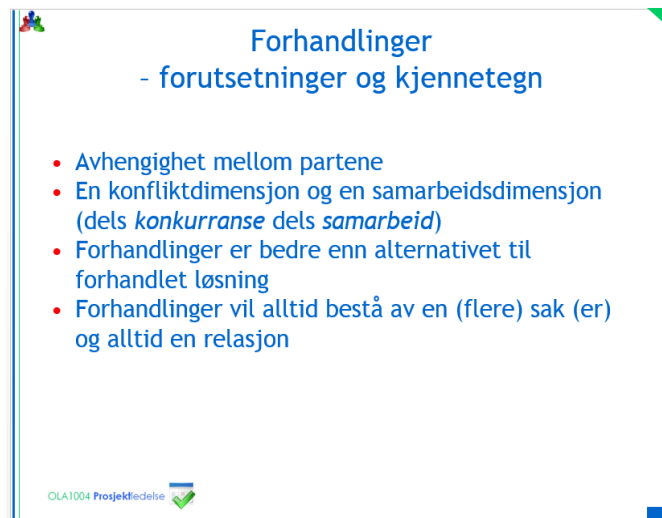 Forhandlinger
– forutsetninger og kjennetegn
• Avhengighet mellom partene
• En konfliktdimensjon og en samarbeidsdimensjon
(dels konkurranse dels samarbeid)
• Forhandlinger er bedre enn alternativet til
forhandlet løsning
• Forhandlinger vil alltid bestå av en (flere) sak (er)
og alltid en relasjon
OLA1004 Prosjektledelse